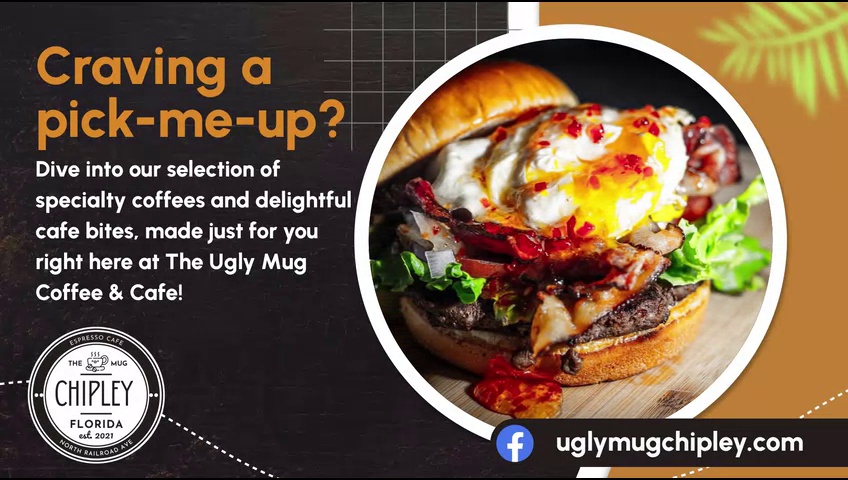 Craving a
pick-me-up?
Dive into our selection of
specialty coffees and delightful
cafe bites, made just for you
right here at The Ugly Mug
Coffee & Cafe!
ESPRESSO CAFE
THE MUG
CHIPLEY
FLORIDA
est. 2021
NORTH RAILROAD AVE
uglymugchipley.com